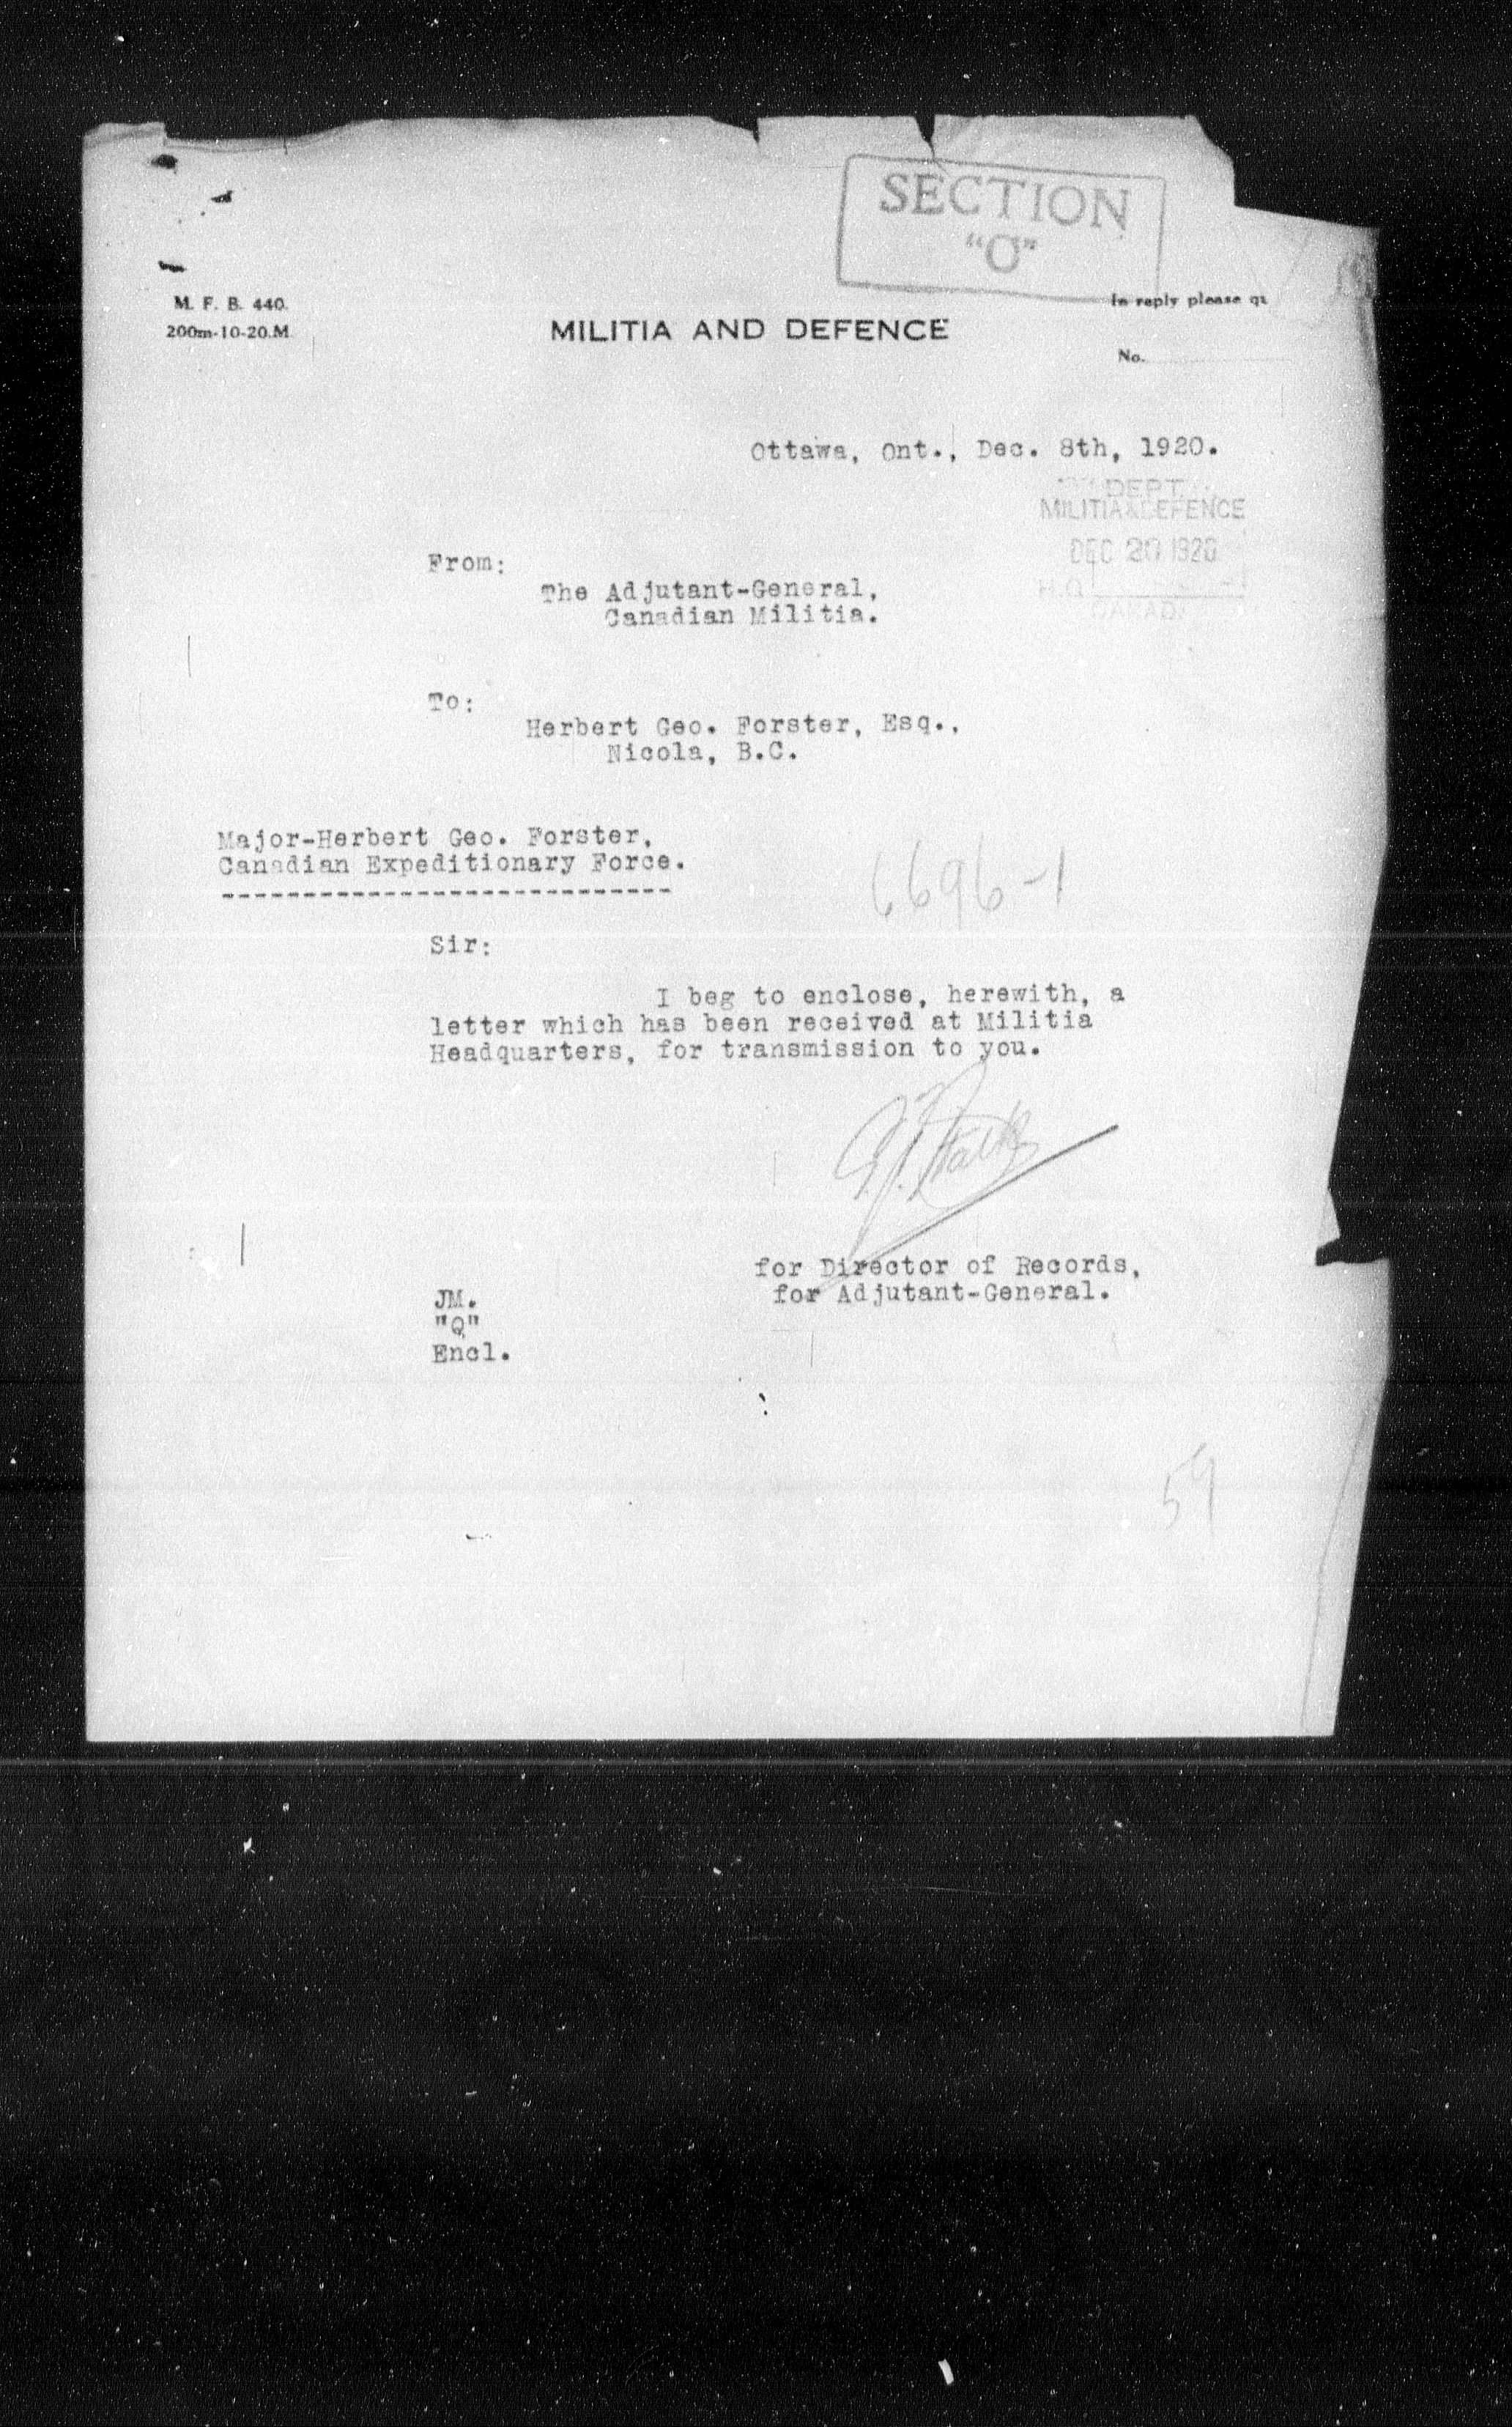 SECTION
"O"
M. F. B. 440.
200m-10-20.M.
In reply please qu
MILITIA AND DEFENCE
No.
Ottawa, Ont., Dec. 8th, 1920.
DEPT.
MILITIA & DEFENCE
DEC 20 1920
H.Q.
CANADA
From:
The Adjutant-General,
Canadian Militia.
To:
Herbert Geo. Forster, Esq.,
Nicola, B.C.
Major-Herbert Geo. Forster,
Canadian Expeditionary Force.
----------------------------
6696-1
Sir:
I beg to enclose, herewith, a
letter which has been received at Militia
Headquarters, for transmission to you.
for Director of Records,
for Adjutant-General.
JM.
"Q"
Encl.
59